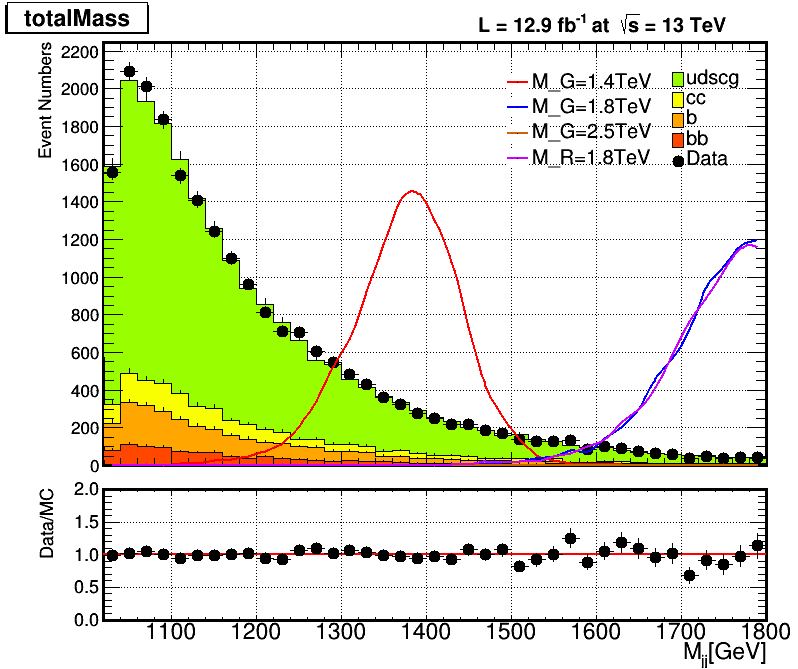 totalMass
L = 12.9 fb⁻¹ at √s = 13 TeV
Event Numbers
2200
2000
1800
1600
1400
1200
1000
800
600
400
200
0
M_G=1.4TeV
M_G=1.8TeV
M_G=2.5TeV
M_R=1.8TeV
udscg
cc
b
bb
Data
Data/MC
2.0
1.5
1.0
0.5
0.0
1100 1200 1300 1400 1500 1600 1700 1800
M_jj[GeV]